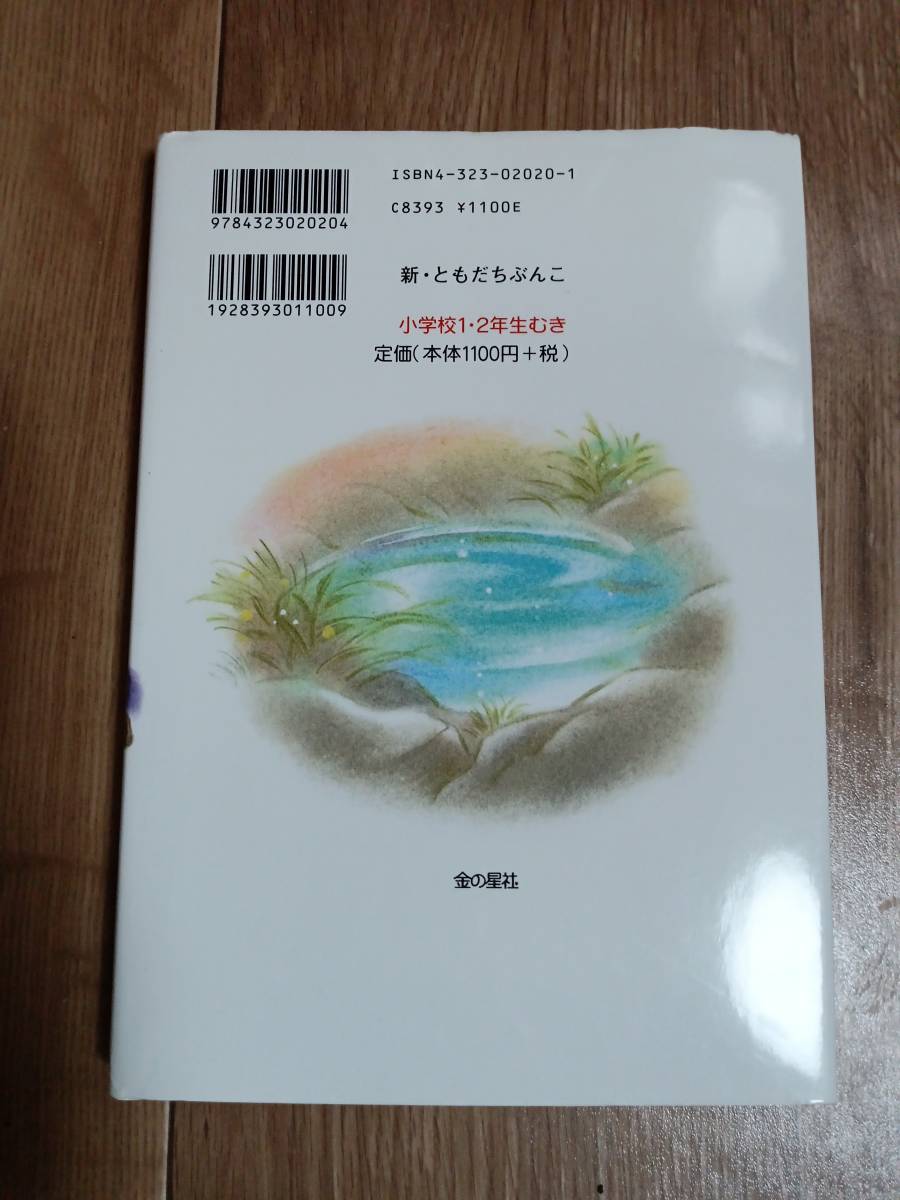 ISBN4-323-02020-1
9784323020204
C8393 ¥1100E
1928393011009
新・ともだちぶんこ
小学校1・2年生むき
定価(本体1100円+税)
金の星社